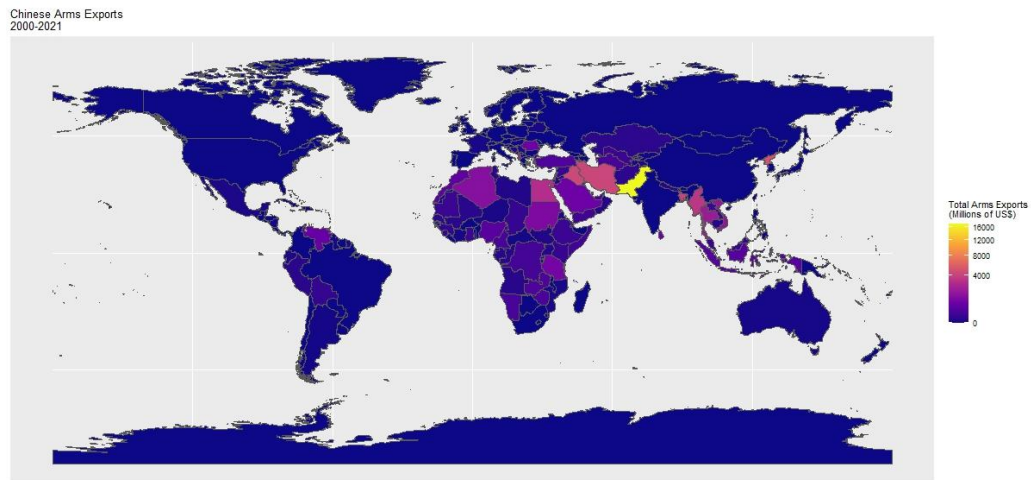 Chinese Arms Exports
2000-2021
Total Arms Exports
(Millions of US$)
16000
12000
8000
4000
0